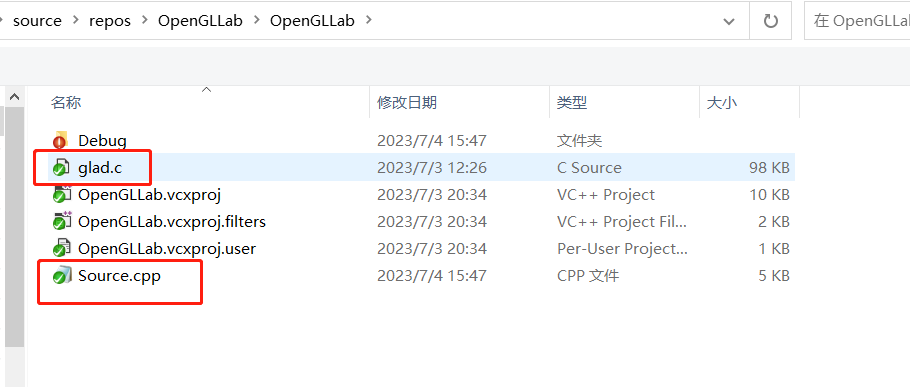 source > repos > OpenGLLab > OpenGLLab >
在 OpenGLLab
名称 修改日期 类型 大小
Debug 2023/7/4 15:47 文件夹
glad.c 2023/7/3 12:26 C Source 98 KB
OpenGLLab.vcxproj 2023/7/3 20:34 VC++ Project 10 KB
OpenGLLab.vcxproj.filters 2023/7/3 20:34 VC++ Project Fil... 2 KB
OpenGLLab.vcxproj.user 2023/7/3 20:34 Per-User Project... 1 KB
Source.cpp 2023/7/4 15:47 CPP 文件 5 KB